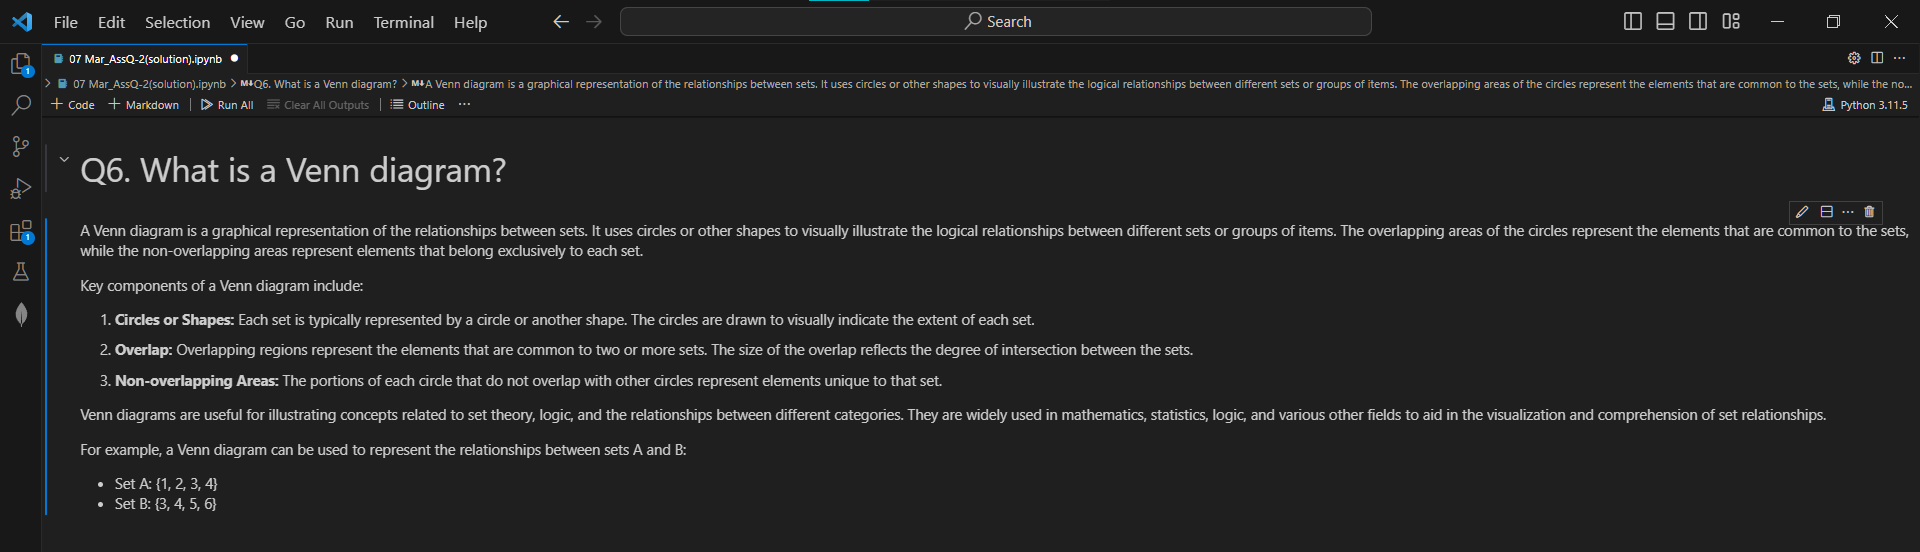 File Edit Selection View Go Run Terminal Help
Search
07 Mar_AssQ-2(solution).ipynb
07 Mar_AssQ-2(solution).ipynb > M↓Q6. What is a Venn diagram? > M↓A Venn diagram is a graphical representation of the relationships between sets. It uses circles or other shapes to visually illustrate the logical relationships between different sets or groups of items. The overlapping areas of the circles represent the elements that are common to the sets, while the no...
+ Code + Markdown | Run All Clear All Outputs | Outline ...
Python 3.11.5
Q6. What is a Venn diagram?
A Venn diagram is a graphical representation of the relationships between sets. It uses circles or other shapes to visually illustrate the logical relationships between different sets or groups of items. The overlapping areas of the circles represent the elements that are common to the sets,
while the non-overlapping areas represent elements that belong exclusively to each set.
Key components of a Venn diagram include:
1. Circles or Shapes: Each set is typically represented by a circle or another shape. The circles are drawn to visually indicate the extent of each set.
2. Overlap: Overlapping regions represent the elements that are common to two or more sets. The size of the overlap reflects the degree of intersection between the sets.
3. Non-overlapping Areas: The portions of each circle that do not overlap with other circles represent elements unique to that set.
Venn diagrams are useful for illustrating concepts related to set theory, logic, and the relationships between different categories. They are widely used in mathematics, statistics, logic, and various other fields to aid in the visualization and comprehension of set relationships.
For example, a Venn diagram can be used to represent the relationships between sets A and B:
• Set A: {1, 2, 3, 4}
• Set B: {3, 4, 5, 6}
1
1